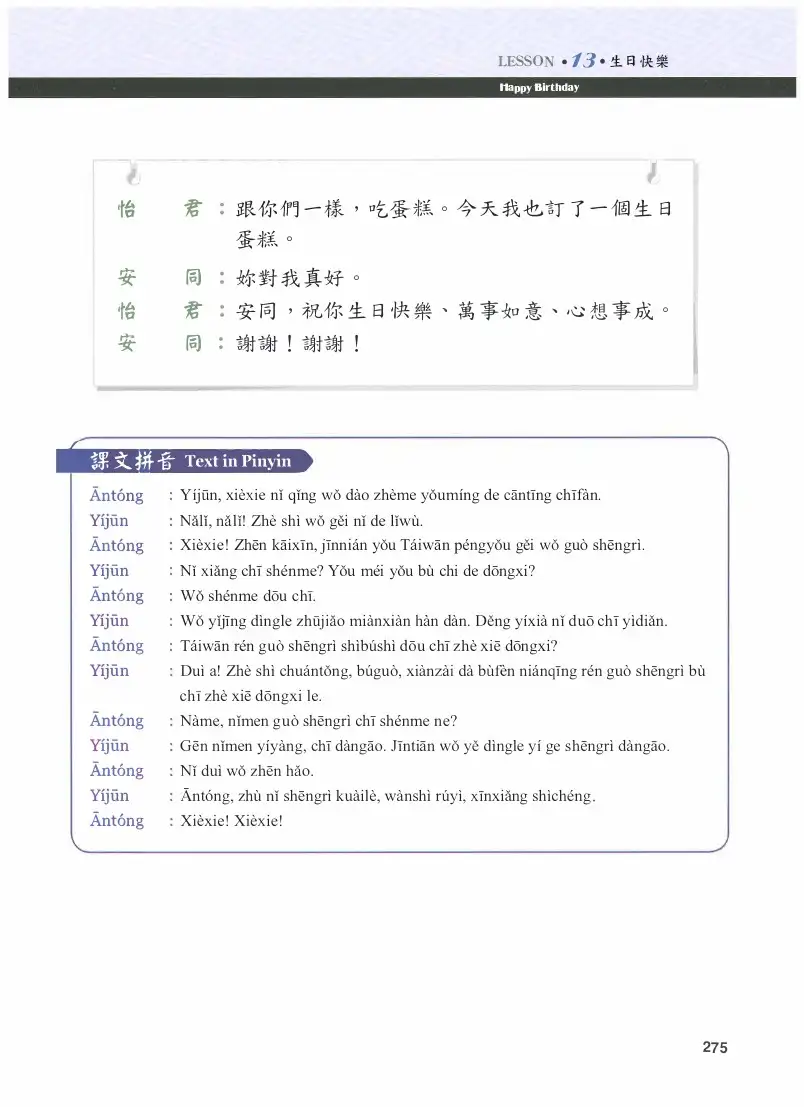 LESSON • 13 • 生日快樂
Happy Birthday
怡 君：跟你們一樣，吃蛋糕。今天我也訂了一個生日
蛋糕。
安 同：妳對我真好。
怡 君：安同，祝你生日快樂、萬事如意、心想事成。
安 同：謝謝！謝謝！
課文拼音 Text in Pinyin
Āntóng : Yíjūn, xièxie nǐ qǐng wǒ dào zhème yǒumíng de cāntīng chīfàn.
Yíjūn : Nǎlǐ, nǎlǐ! Zhè shì wǒ gěi nǐ de lǐwù.
Āntóng : Xièxie! Zhēn kāixīn, jīnnián yǒu Táiwān péngyǒu gěi wǒ guò shēngrì.
Yíjūn : Nǐ xiǎng chī shénme? Yǒu méi yǒu bù chi de dōngxi?
Āntóng : Wǒ shénme dōu chī.
Yíjūn : Wǒ yǐjīng dìngle zhūjiǎo miànxiàn hàn dàn. Děng yíxià nǐ duō chī yìdiǎn.
Āntóng : Táiwān rén guò shēngrì shìbúshì dōu chī zhè xiē dōngxi?
Yíjūn : Duì a! Zhè shì chuántǒng, búguò, xiànzài dà bùfèn niánqīng rén guò shēngrì bù
chī zhè xiē dōngxi le.
Āntóng : Nàme, nǐmen guò shēngrì chī shénme ne?
Yíjūn : Gēn nǐmen yíyàng, chī dàngāo. Jīntiān wǒ yě dìngle yí ge shēngrì dàngāo.
Āntóng : Nǐ duì wǒ zhēn hǎo.
Yíjūn : Āntóng, zhù nǐ shēngrì kuàilè, wànshì rúyì, xīnxiǎng shìchéng.
Āntóng : Xièxie! Xièxie!
275